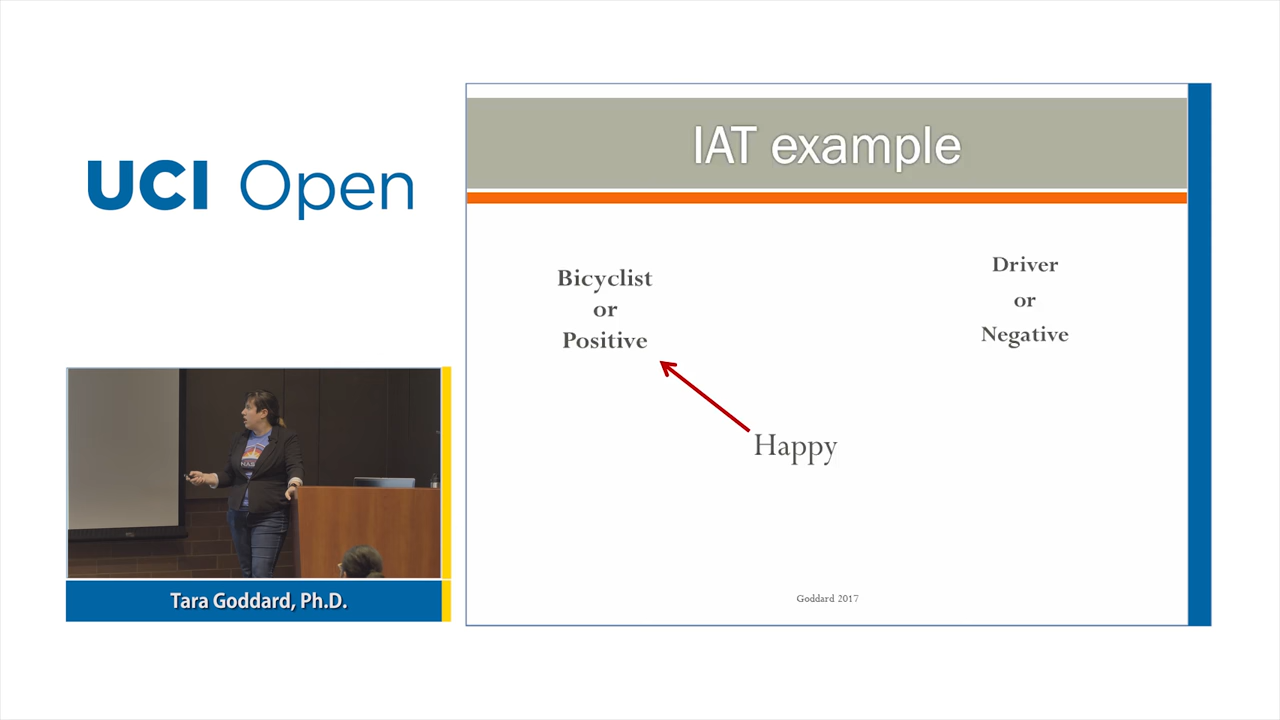 UCI Open
IAT example
Bicyclist
or
Positive
Driver
or
Negative
Happy
Goddard 2017
Tara Goddard, Ph.D.